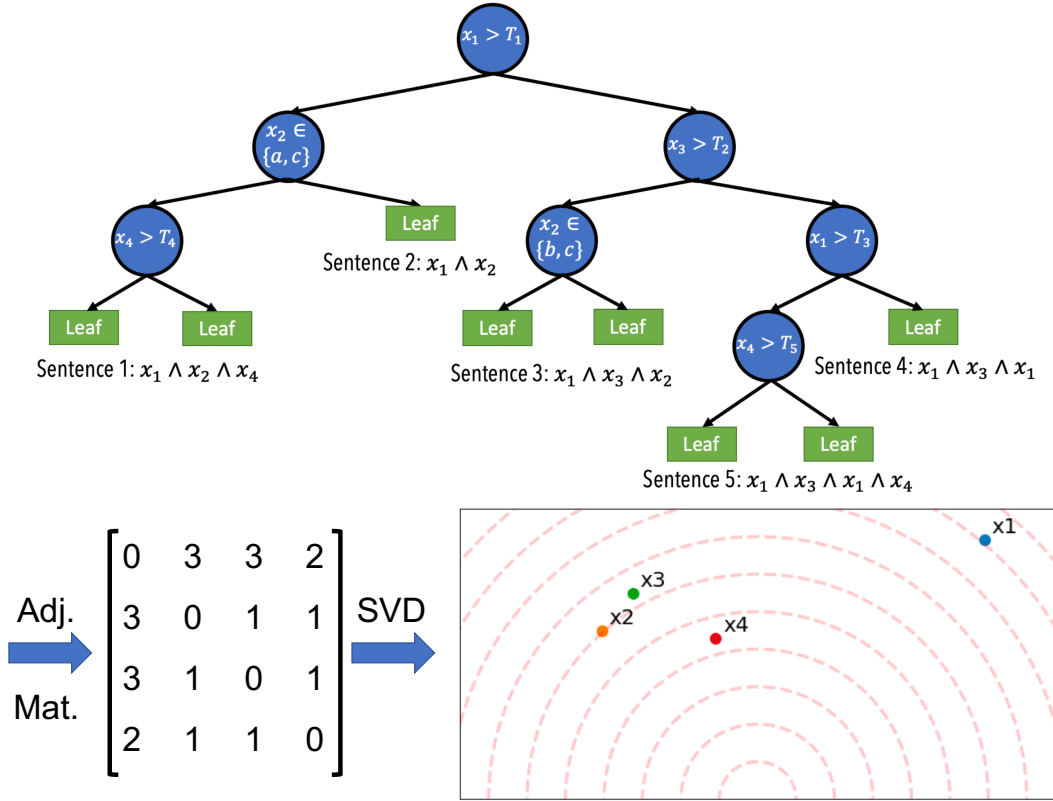 x₁ > T₁
x₂ ∈
{a, c}
x₃ > T₂
x₄ > T₄
Leaf
x₂ ∈
{b, c}
x₁ > T₃
Sentence 2: x₁ ∧ x₂
Leaf
Leaf
Leaf
Leaf
x₄ > T₅
Leaf
Sentence 1: x₁ ∧ x₂ ∧ x₄
Sentence 3: x₁ ∧ x₃ ∧ x₂
Sentence 4: x₁ ∧ x₃ ∧ x₁
Leaf
Leaf
Sentence 5: x₁ ∧ x₃ ∧ x₁ ∧ x₄
Adj.
Mat.
0 3 3 2
3 0 1 1
3 1 0 1
2 1 1 0
SVD
x1
x3
x2
x4